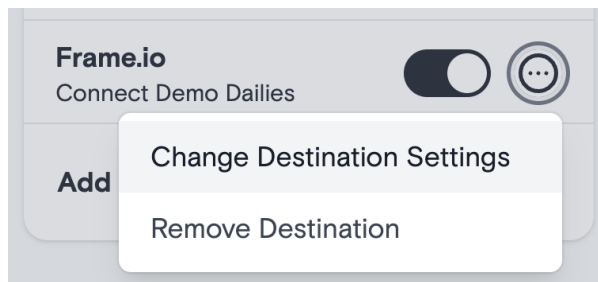 Frame.io
Connect Demo Dailies
Change Destination Settings
Add
Remove Destination